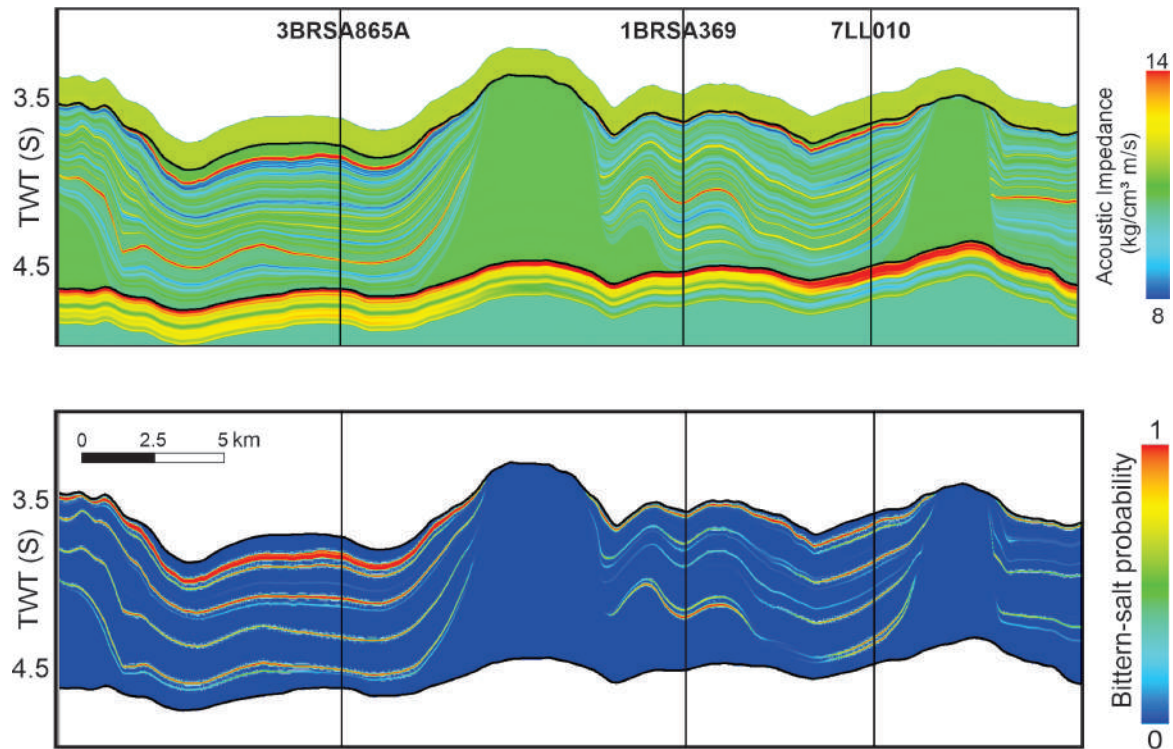 3BRSA865A 1BRSA369 7LL010
3.5
4.5
TWT (S)
14
8
Acoustic Impedance
(kg/cm³ m/s)
0 2.5 5 km
3.5
4.5
TWT (S)
1
0
Bittern-salt probability